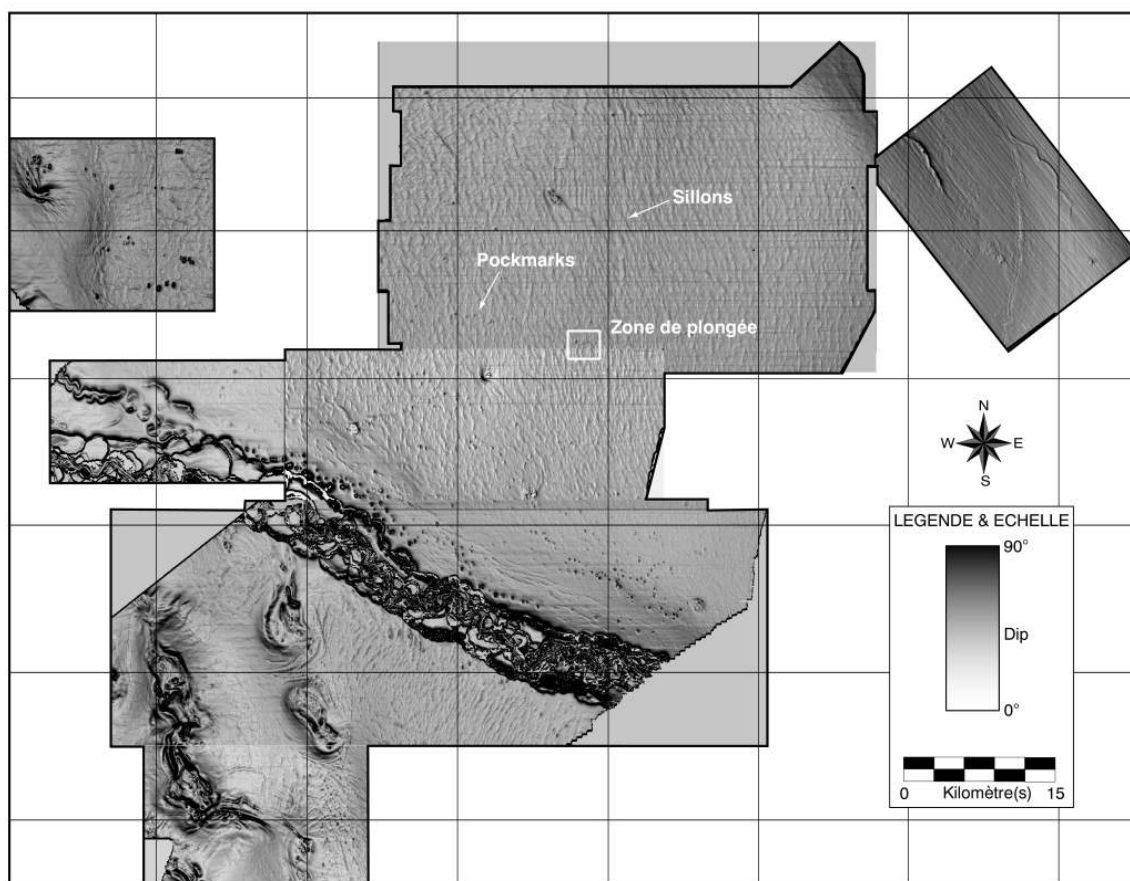 Sillons
Pockmarks
Zone de plongée
N
W E
S
LEGENDE & ECHELLE
90°
Dip
0°
0 Kilomètre(s) 15